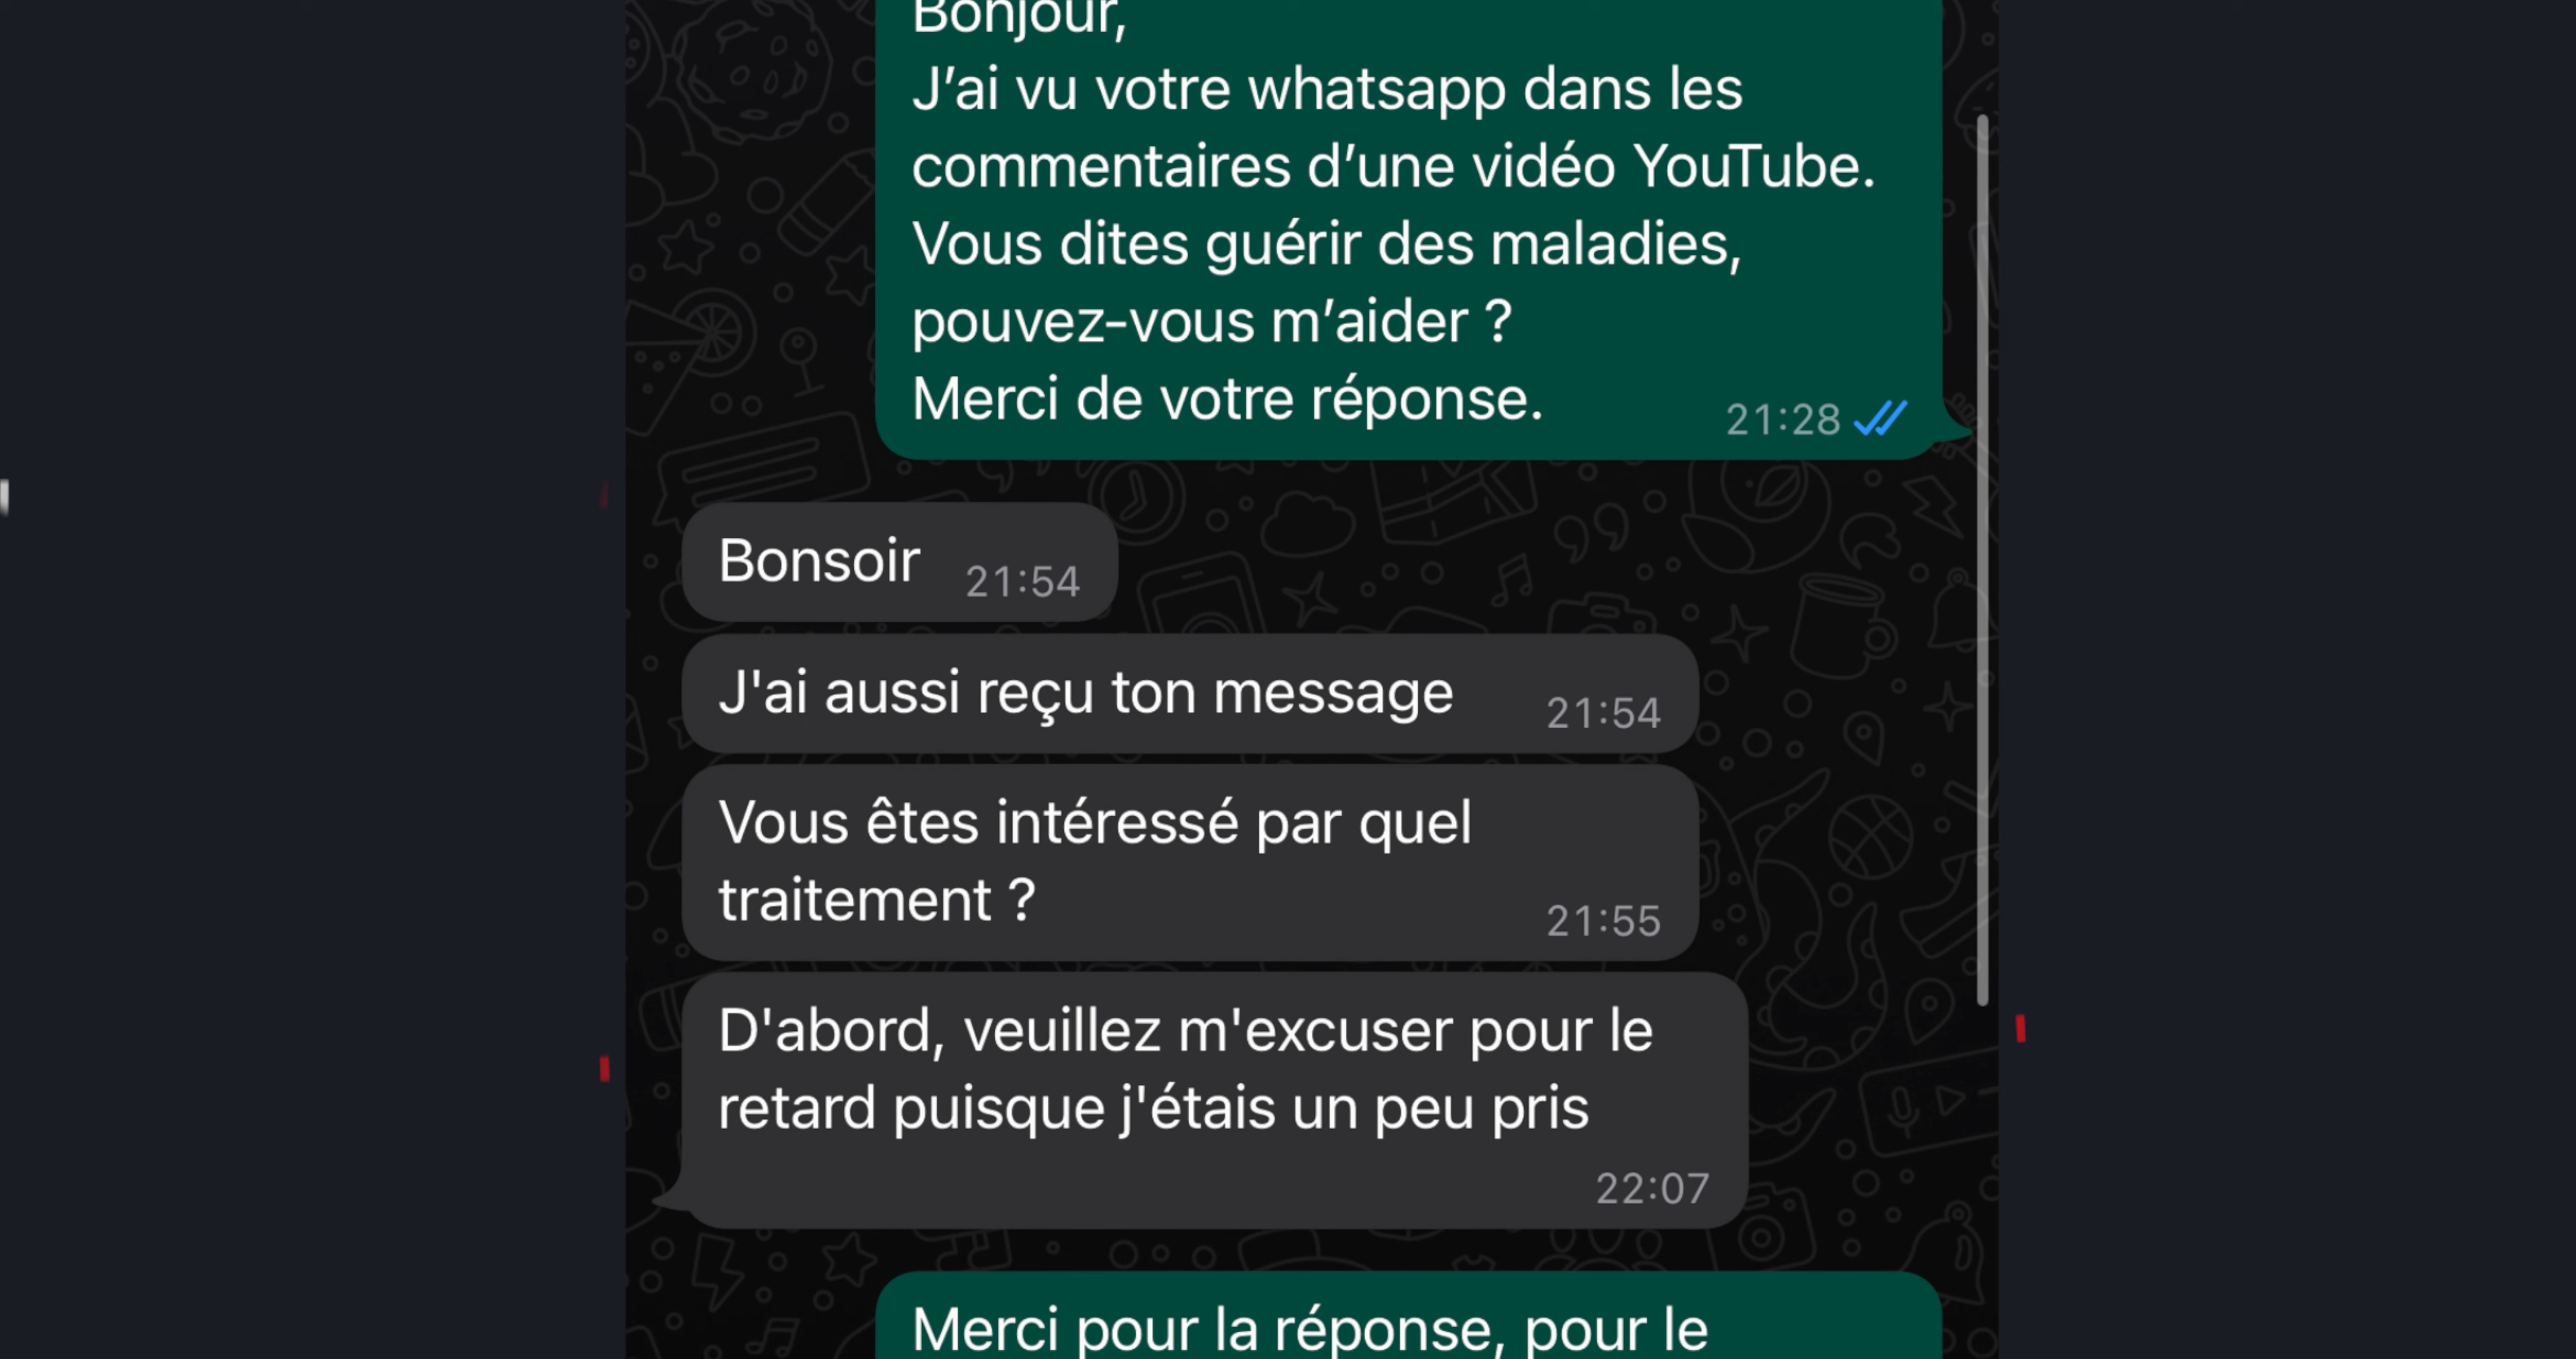 Bonjour,
J’ai vu votre whatsapp dans les
commentaires d’une vidéo YouTube.
Vous dites guérir des maladies,
pouvez-vous m’aider ?
Merci de votre réponse.
21:28
Bonsoir
21:54
J'ai aussi reçu ton message
21:54
Vous êtes intéressé par quel
traitement ?
21:55
D'abord, veuillez m'excuser pour le
retard puisque j'étais un peu pris
22:07
Merci pour la réponse, pour le